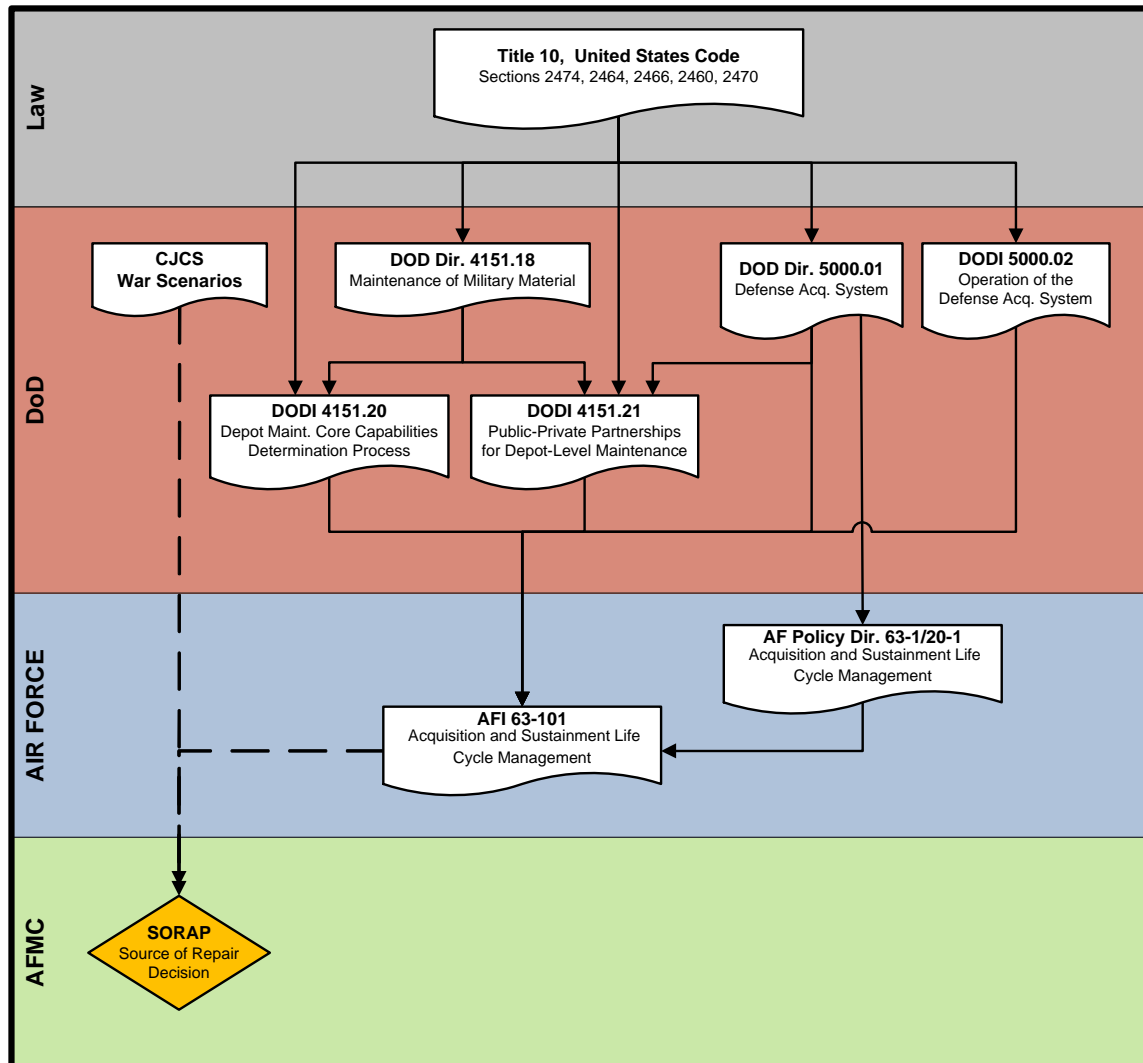 Law
Title 10, United States Code
Sections 2474, 2464, 2466, 2460, 2470
DoD
CJCS
War Scenarios
DOD Dir. 4151.18
Maintenance of Military Material
DOD Dir. 5000.01
Defense Acq. System
DODI 5000.02
Operation of the
Defense Acq. System
DODI 4151.20
Depot Maint. Core Capabilities
Determination Process
DODI 4151.21
Public-Private Partnerships
for Depot-Level Maintenance
AIR FORCE
AF Policy Dir. 63-1/20-1
Acquisition and Sustainment Life
Cycle Management
AFI 63-101
Acquisition and Sustainment Life
Cycle Management
AFMC
SORAP
Source of Repair
Decision